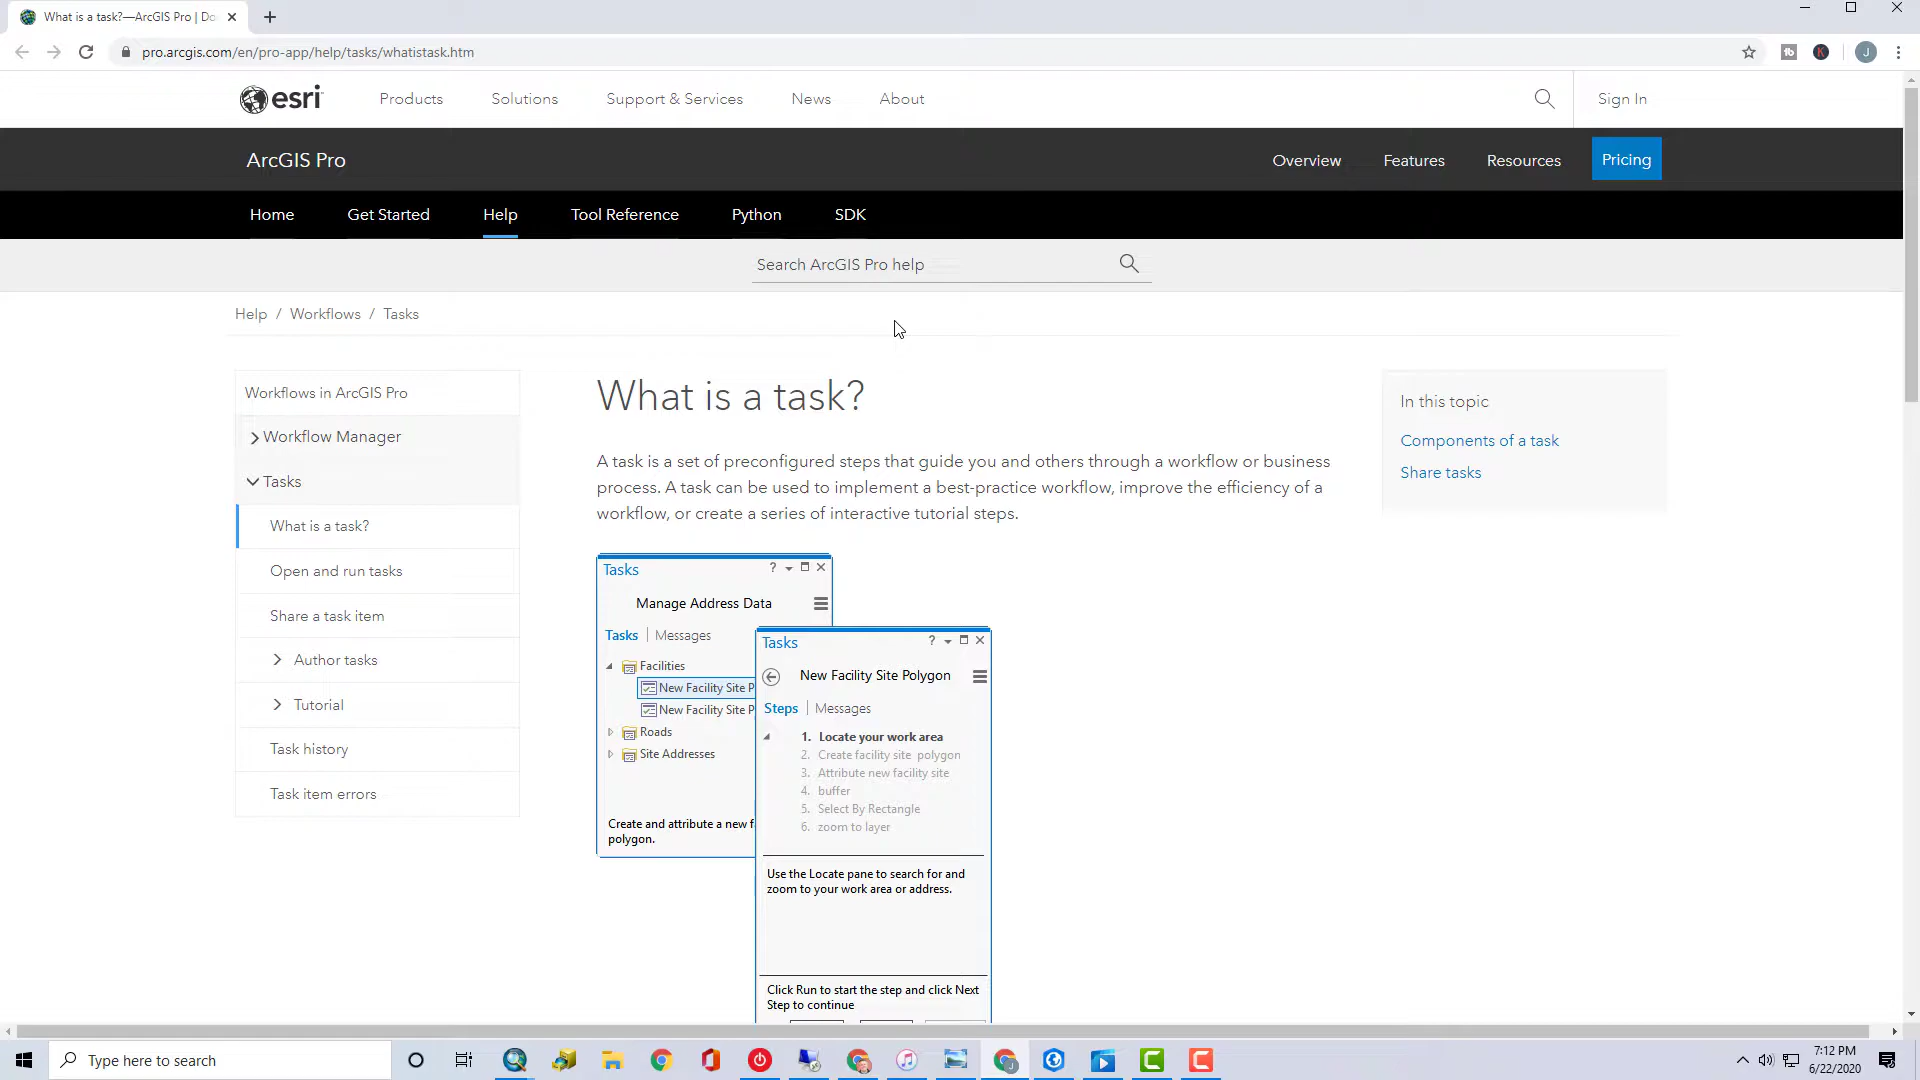 What is a task?—ArcGIS Pro | Do
pro.arcgis.com/en/pro-app/help/tasks/whatistask.htm
J
esri
Products
Solutions
Support & Services
News
About
Sign In
ArcGIS Pro
Overview
Features
Resources
Pricing
Home
Get Started
Help
Tool Reference
Python
SDK
Search ArcGIS Pro help
Help / Workflows / Tasks
Workflows in ArcGIS Pro
Workflow Manager
Tasks
What is a task?
Open and run tasks
Share a task item
Author tasks
Tutorial
Task history
Task item errors
What is a task?
A task is a set of preconfigured steps that guide you and others through a workflow or business
process. A task can be used to implement a best-practice workflow, improve the efficiency of a
workflow, or create a series of interactive tutorial steps.
In this topic
Components of a task
Share tasks
Tasks
Manage Address Data
Tasks | Messages
Facilities
New Facility Site P
New Facility Site P
Roads
Site Addresses
Create and attribute a new f
polygon.
Tasks
New Facility Site Polygon
Steps | Messages
1. Locate your work area
2. Create facility site polygon
3. Attribute new facility site
4. buffer
5. Select By Rectangle
6. zoom to layer
Use the Locate pane to search for and
zoom to your work area or address.
Click Run to start the step and click Next
Step to continue
Type here to search
7:12 PM
6/22/2020